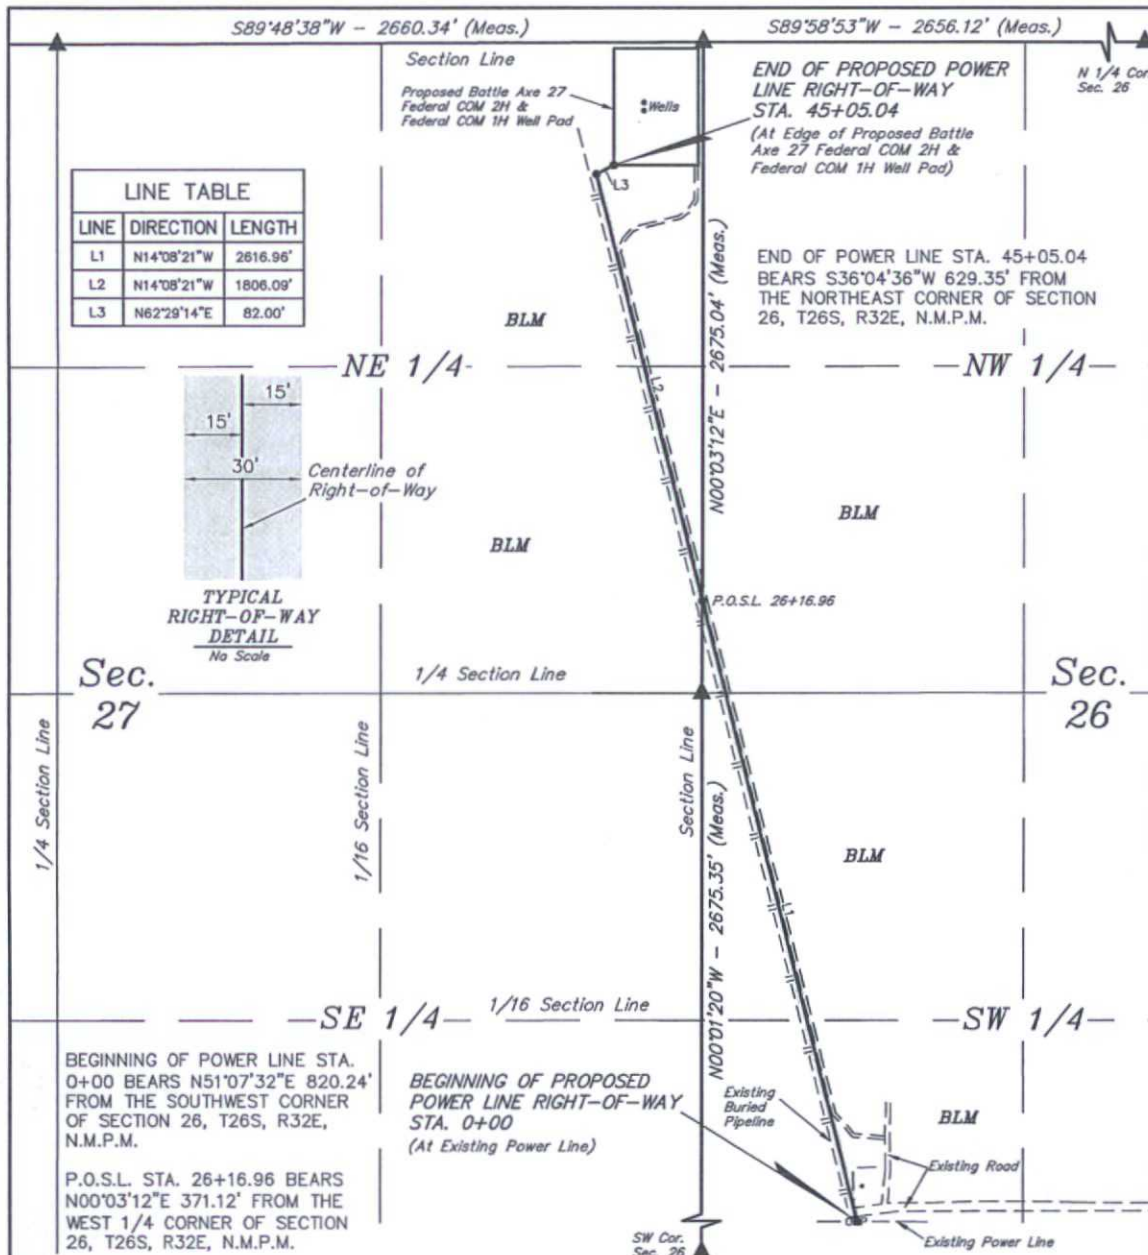 S89°48'38"W - 2660.34' (Meas.)
S89°58'53"W - 2656.12' (Meas.)
Section Line
N 1/4 Cor.
Sec. 26
Proposed Battle Axe 27
Federal COM 2H &
Federal COM 1H Well Pad
Wells
END OF PROPOSED POWER
LINE RIGHT-OF-WAY
STA. 45+05.04
(At Edge of Proposed Battle
Axe 27 Federal COM 2H &
Federal COM 1H Well Pad)
L3
LINE TABLE
LINE DIRECTION LENGTH
L1 N14°08'21"W 2616.96'
L2 N14°08'21"W 1806.09'
L3 N62°29'14"E 82.00'
END OF POWER LINE STA. 45+05.04
BEARS S36°04'36"W 629.35' FROM
THE NORTHEAST CORNER OF SECTION
26, T26S, R32E, N.M.P.M.
N00°03'12"E - 2675.04' (Meas.)
BLM
NE 1/4
NW 1/4
L2
15'
15'
30'
Centerline of
Right-of-Way
BLM
BLM
TYPICAL
RIGHT-OF-WAY
DETAIL
No Scale
P.O.S.L. 26+16.96
Sec.
27
1/4 Section Line
Sec.
26
1/4 Section Line
1/16 Section Line
Section Line
N00°01'20"W - 2675.35' (Meas.)
BLM
L1
1/16 Section Line
SE 1/4
SW 1/4
BEGINNING OF POWER LINE STA.
0+00 BEARS N51°07'32"E 820.24'
FROM THE SOUTHWEST CORNER
OF SECTION 26, T26S, R32E,
N.M.P.M.
P.O.S.L. STA. 26+16.96 BEARS
N00°03'12"E 371.12' FROM THE
WEST 1/4 CORNER OF SECTION
26, T26S, R32E, N.M.P.M.
BEGINNING OF PROPOSED
POWER LINE RIGHT-OF-WAY
STA. 0+00
(At Existing Power Line)
Existing
Buried
Pipeline
BLM
Existing Road
Existing Power Line
SW Cor.
Sec. 26